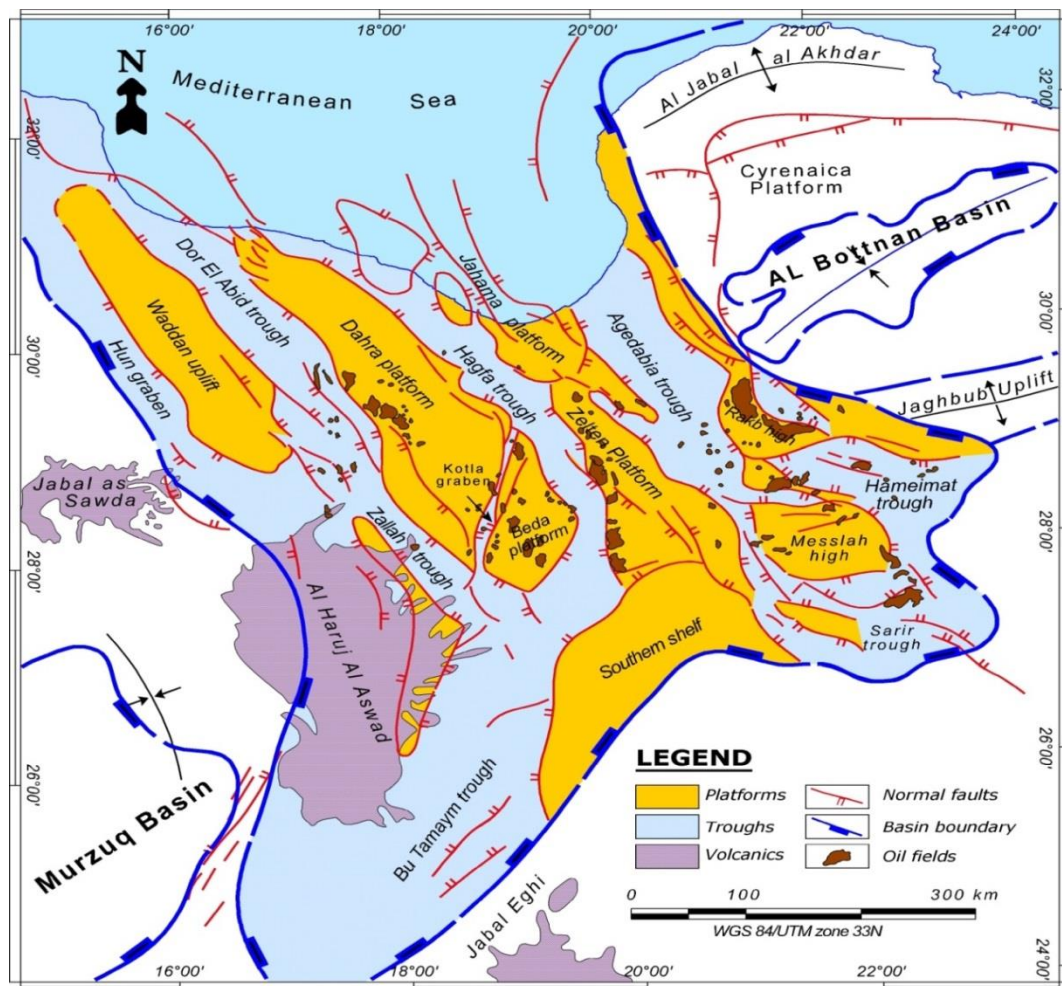 16°00'
18°00'
20°00'
22°00'
24°00'
N
Mediterranean Sea
Al Jabal al Akhdar
32°00'
32°00'
Cyrenaica
Platform
AL Bottnan Basin
Dor El Abid trough
Jahama platform
Waddan uplift
Dahra platform
Hagfa trough
Agedabia trough
30°00'
30°00'
Hun graben
Jaghbub Uplift
Zelten Platform
Rakb high
Kotla
graben
Hameimat
trough
Jabal as
Sawda
Beda
platform
Messlah
high
28°00'
28°00'
Zallah trough
Al Haruj Al Aswad
Southern shelf
Sarir
trough
Murzuq Basin
26°00'
26°00'
Bu Tamaym trough
Jabal Eghi
LEGEND
Platforms
Normal faults
Troughs
Basin boundary
Volcanics
Oil fields
0 100 300 km
WGS 84/UTM zone 33N
24°00'
16°00'
18°00'
20°00'
22°00'